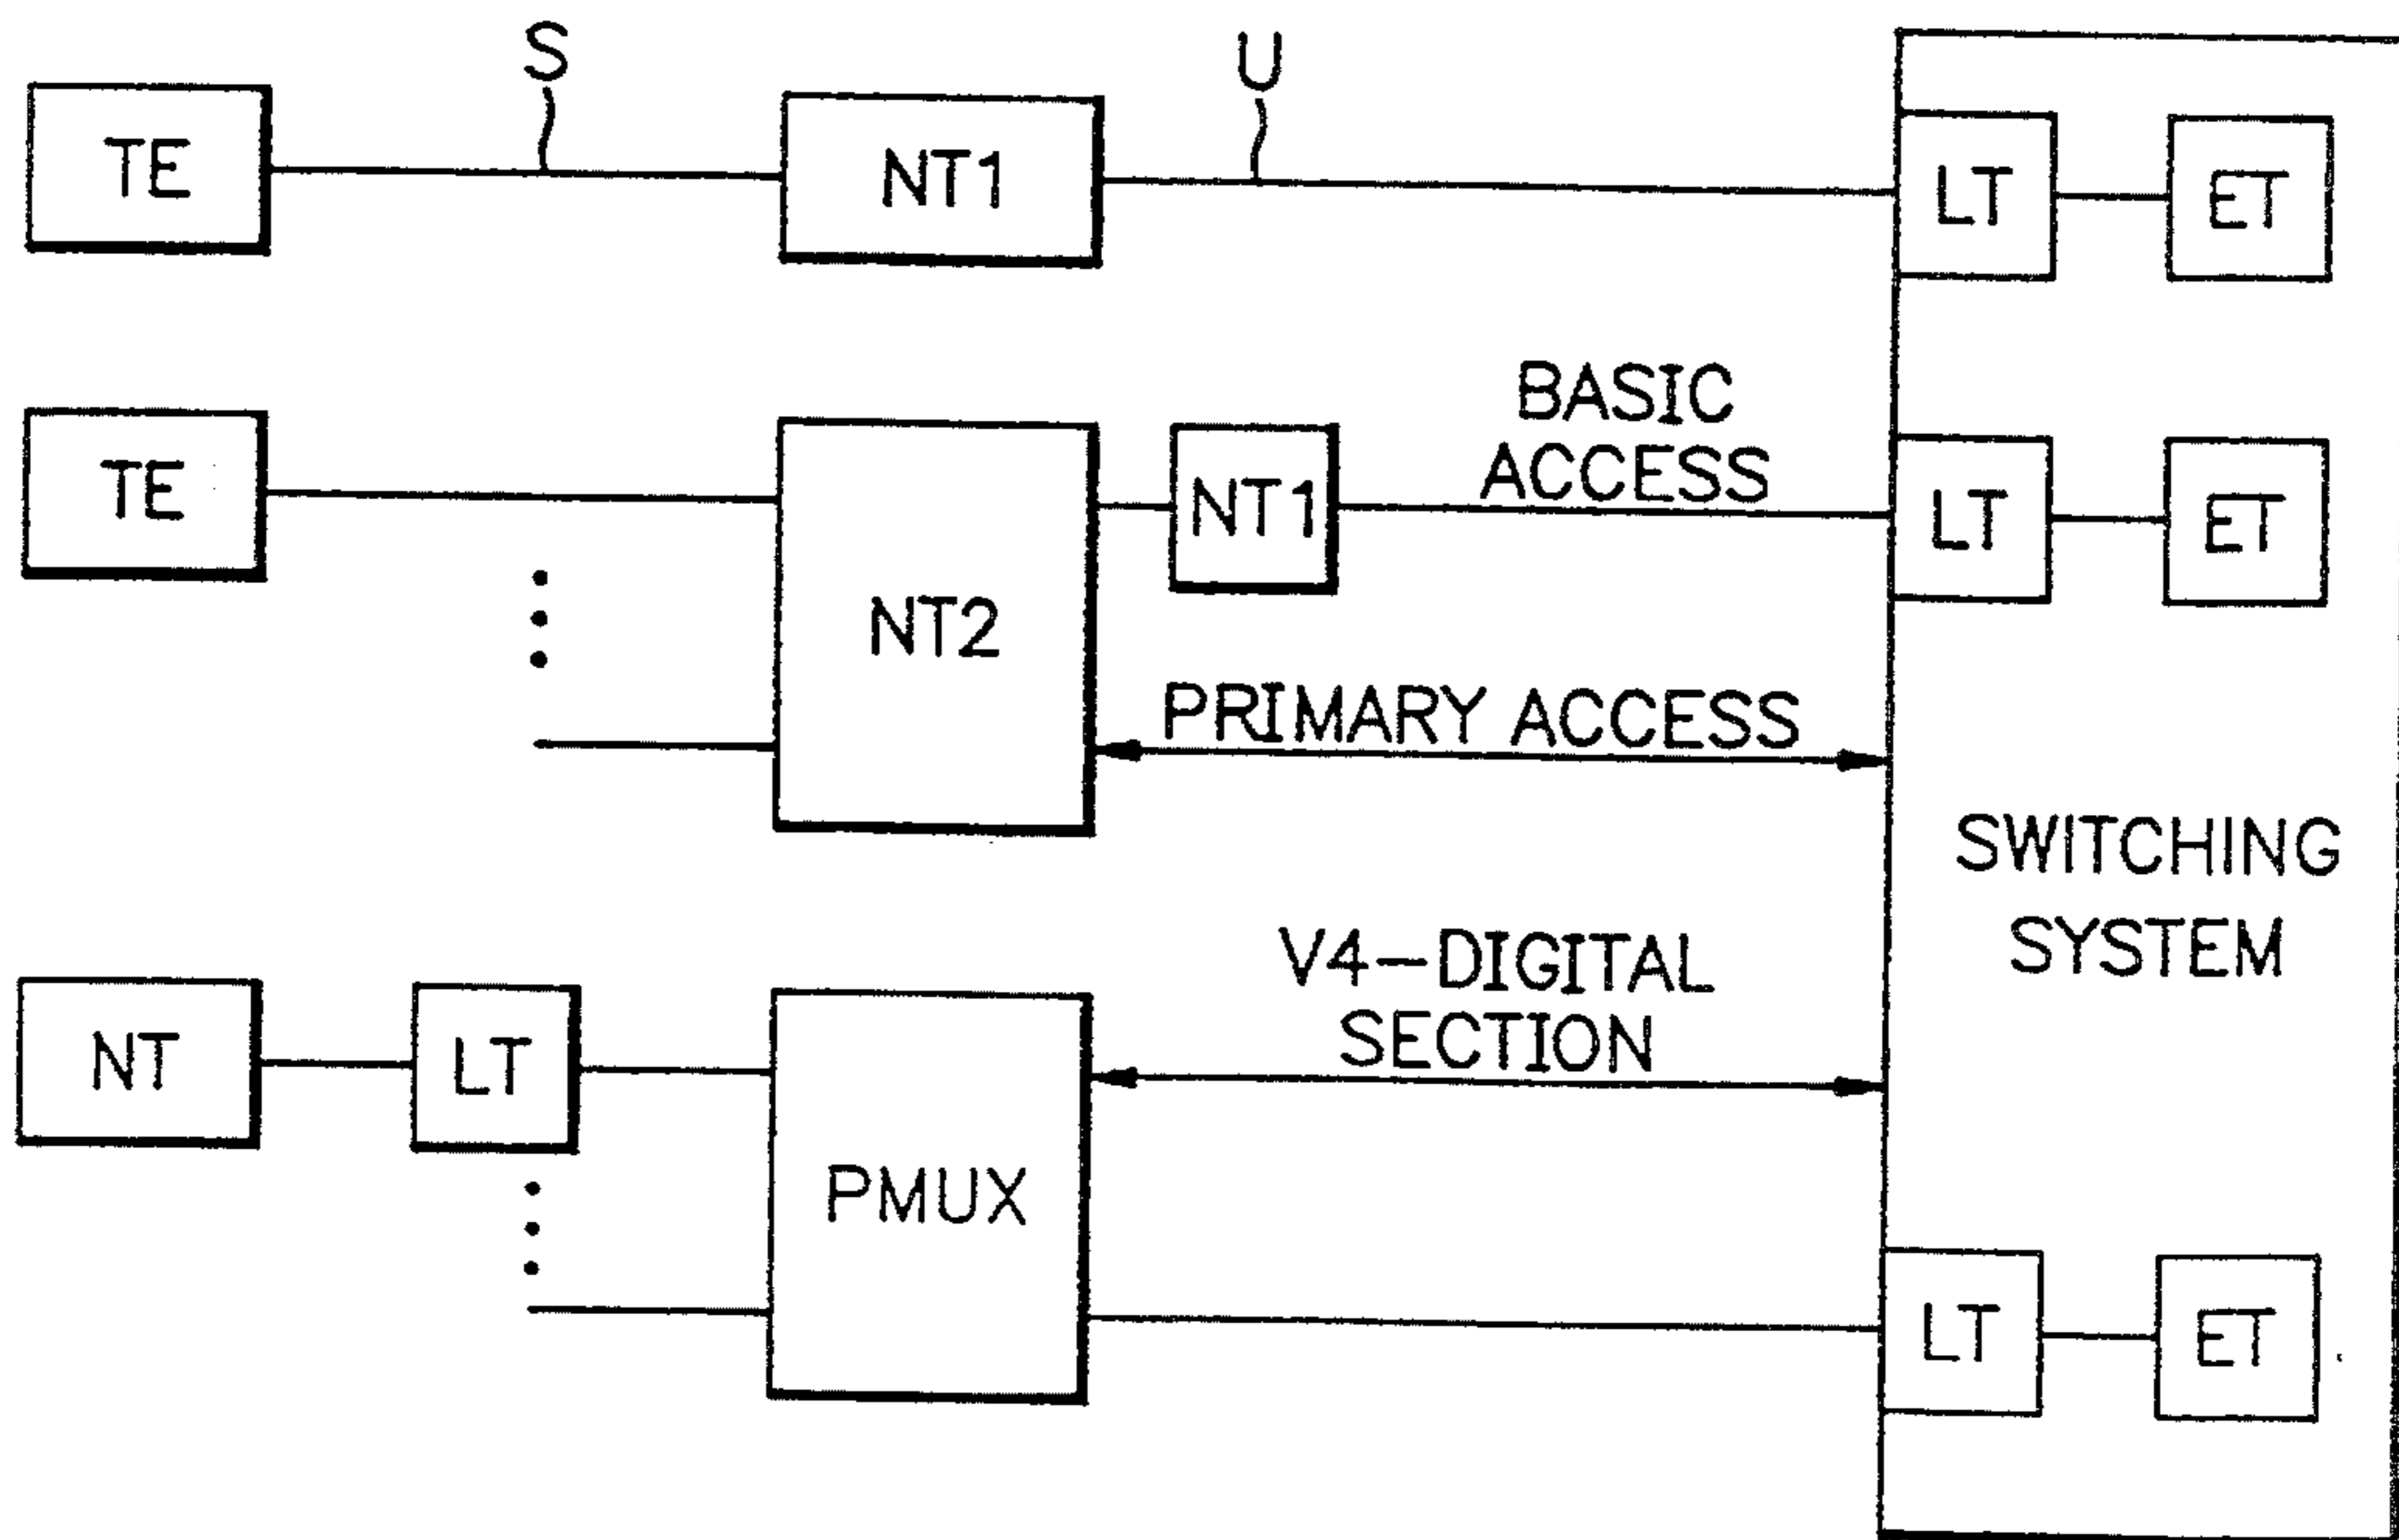 S
U
TE
NT1
LT
ET
BASIC
ACCESS
TE
NT1
LT
ET
NT2
PRIMARY ACCESS
SWITCHING
SYSTEM
V4-DIGITAL
SECTION
NT
LT
PMUX
LT
ET